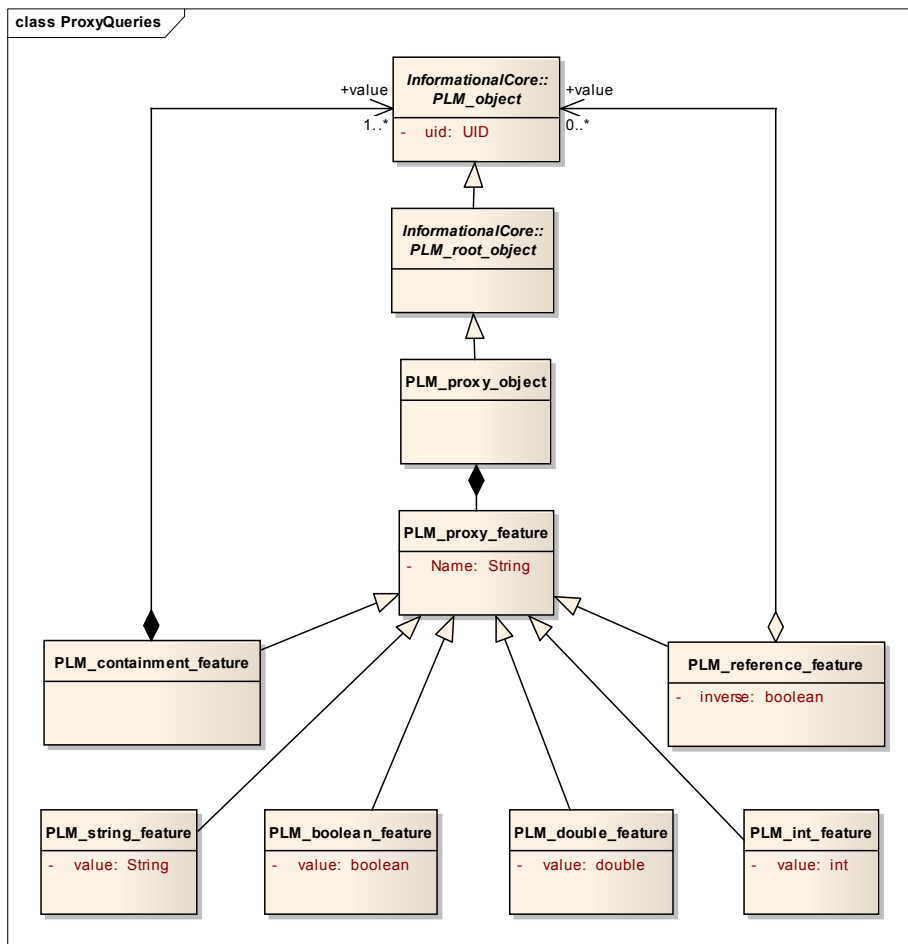 class ProxyQueries
InformationalCore::
PLM_object
- uid: UID
+value
1..*
+value
0..*
InformationalCore::
PLM_root_object
PLM_proxy_object
PLM_proxy_feature
- Name: String
PLM_containment_feature
PLM_reference_feature
- inverse: boolean
PLM_string_feature
- value: String
PLM_boolean_feature
- value: boolean
PLM_double_feature
- value: double
PLM_int_feature
- value: int